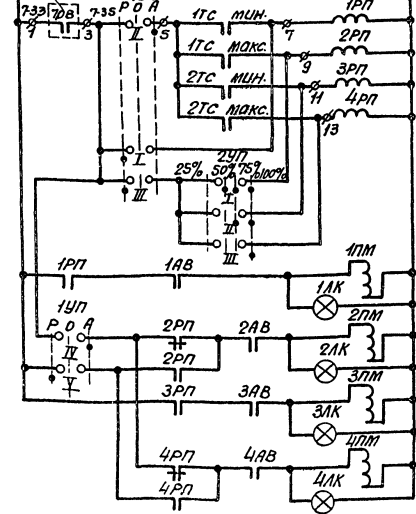 7-33 70В 7-35 Р О А 1ТС МИН. 1РП
1 3 II 5 7
1ТС МАКС. 2РП
9
2ТС МИН. 3РП
11
2ТС МАКС. 4РП
13
I 2УП
III 25% 50% 75% 100%
I
II
III
1РП 1АВ 1ПМ
1ЛК
1УП
Р О А 2РП 2АВ 2ПМ
IV 2РП 2ЛК
V
3РП 3АВ 3ПМ
3ЛК
4РП 4АВ 4ПМ
4РП 4ЛК